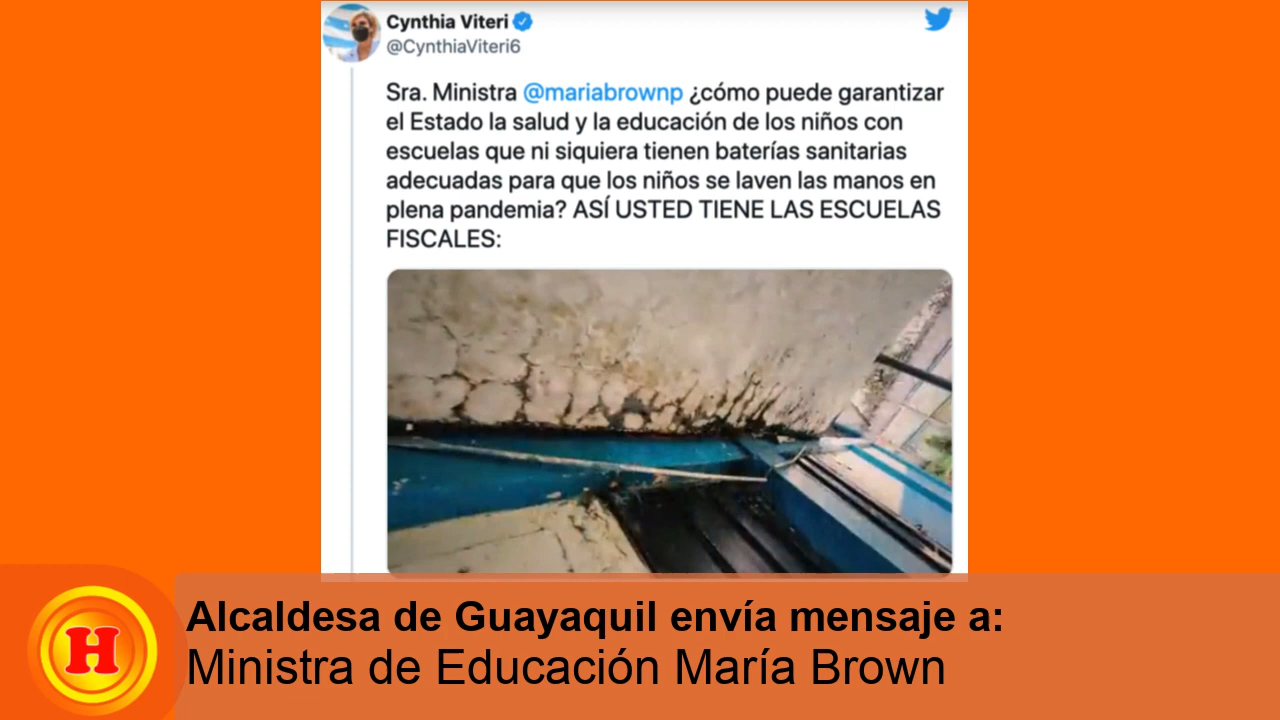 Cynthia Viteri
@CynthiaViteri6
Sra. Ministra @mariabrownp ¿cómo puede garantizar
el Estado la salud y la educación de los niños con
escuelas que ni siquiera tienen baterías sanitarias
adecuadas para que los niños se laven las manos en
plena pandemia? ASÍ USTED TIENE LAS ESCUELAS
FISCALES:
H
Alcaldesa de Guayaquil envía mensaje a:
Ministra de Educación María Brown